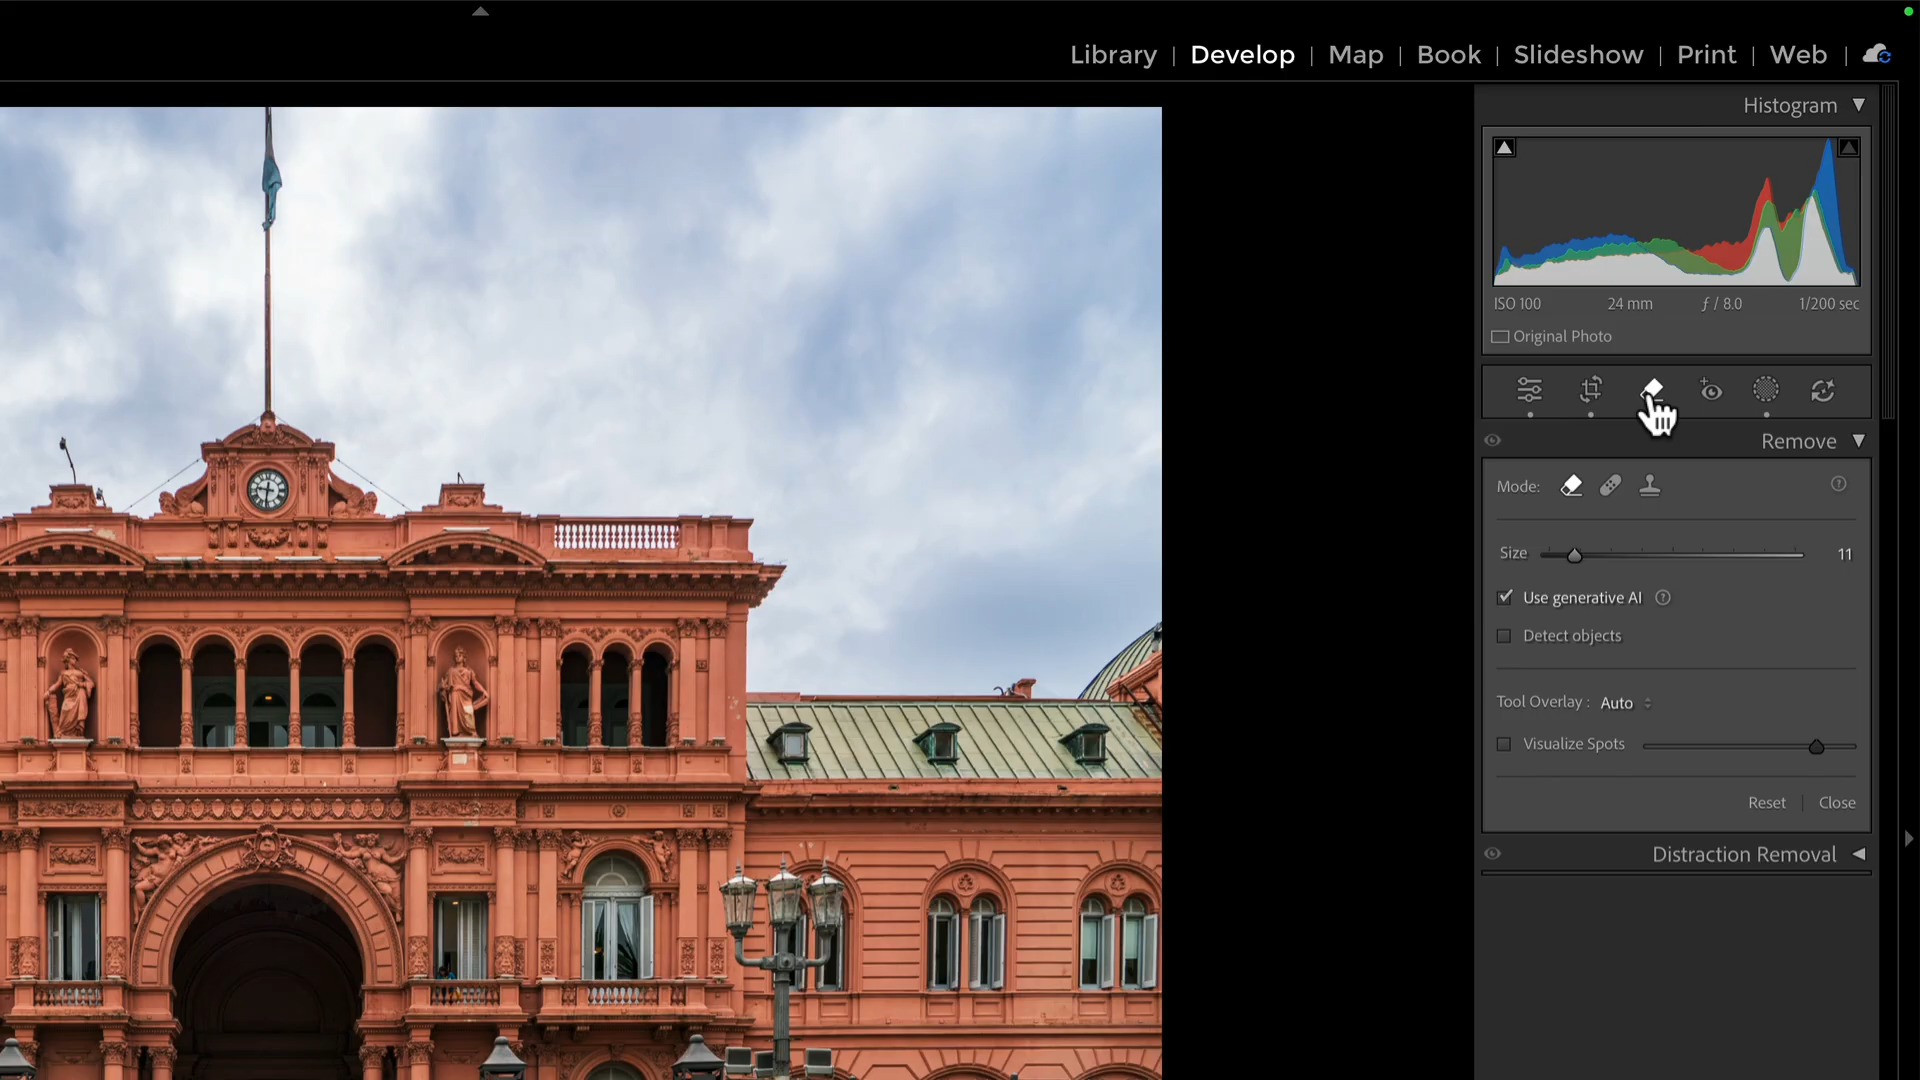 Library | Develop | Map | Book | Slideshow | Print | Web |
Histogram
ISO 100 24 mm ƒ / 8.0 1/200 sec
Original Photo
Remove
Mode:
Size 11
Use generative AI
Detect objects
Tool Overlay : Auto
Visualize Spots
Reset | Close
Distraction Removal